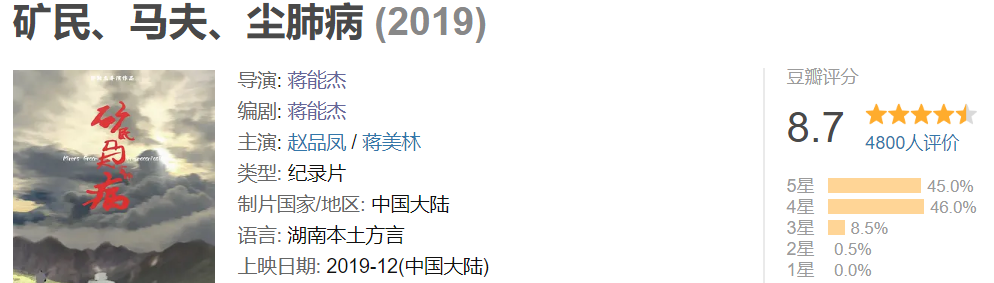 矿民、马夫、尘肺病 (2019)
矿民
马夫
病
导演: 蒋能杰
编剧: 蒋能杰
主演: 赵品凤 / 蒋美林
类型: 纪录片
制片国家/地区: 中国大陆
语言: 湖南本土方言
上映日期: 2019-12(中国大陆)
豆瓣评分
8.7
4800人评价
5星 45.0%
4星 46.0%
3星 8.5%
2星 0.5%
1星 0.0%